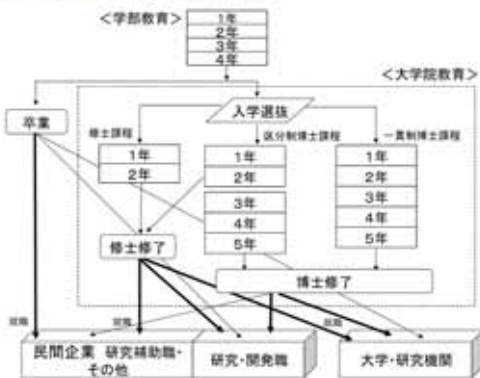 ＜学部教育＞
1年
2年
3年
4年
＜大学院教育＞
卒業
入学選抜
修士課程
区分制博士課程
一貫制博士課程
1年
2年
1年
2年
3年
4年
5年
1年
2年
3年
4年
5年
修士修了
博士修了
就職
就職
就職
民間企業 研究補助職・
その他
研究・開発職
大学・研究機関